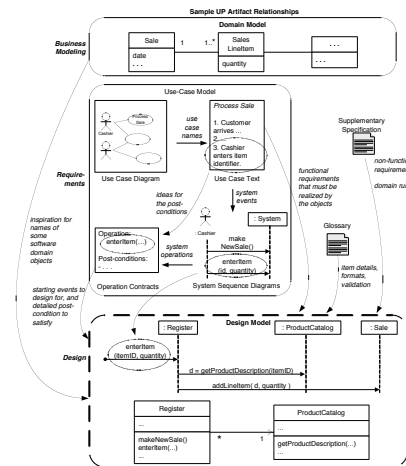 Sample UP Artifact Relationships
Domain Model
Business
Modeling
Sale
date
. . .
1
1..*
Sales
LineItem
quantity
. . .
. . .
Use-Case Model
Process
Sale
Cashier
Use Case Diagram
use
case
names
Process Sale
1. Customer
arrives ...
2. ...
3. Cashier
enters item
identifier.
Use Case Text
Require-
ments
ideas for
the post-
conditions
system
events
functional
requirements
that must be
realized by
the objects
Supplementary
Specification
non-functi
requireme
domain ru
inspiration for
names of
some
software
domain
objects
Operation:
enterItem(…)
Post-conditions:
- . . .
Operation Contracts
system
operations
: Cashier
: System
make
NewSale()
enterItem
(id, quantity)
System Sequence Diagrams
Glossary
item details,
formats,
validation
starting events to
design for, and
detailed post-
condition to
satisfy
Design Model
Design
: Register
: ProductCatalog
: Sale
enterItem
(itemID, quantity)
d = getProductDescription(itemID)
addLineItem( d, quantity )
Register
...
makeNewSale()
enterItem(...)
...
*
1
ProductCatalog
...
getProductDescription(...)
...